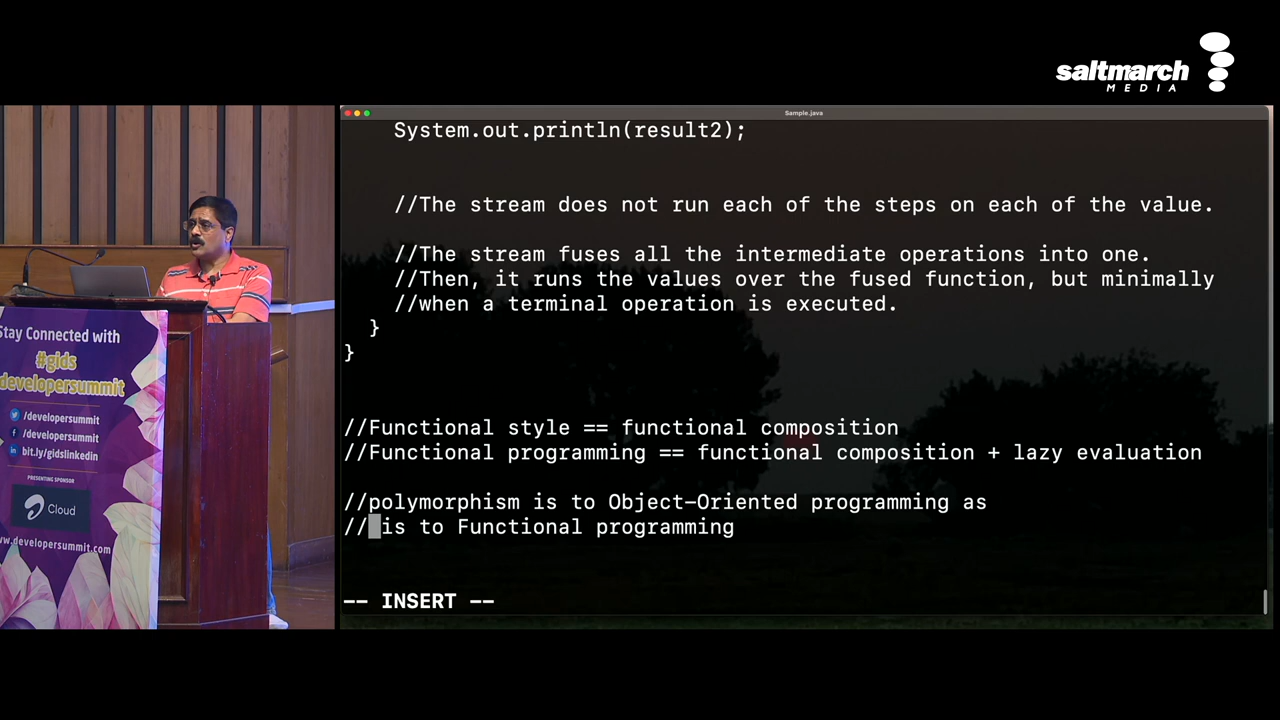 saltmarch
MEDIA
Sample.java
System.out.println(result2);
//The stream does not run each of the steps on each of the value.
//The stream fuses all the intermediate operations into one.
//Then, it runs the values over the fused function, but minimally
//when a terminal operation is executed.
}
}
//Functional style == functional composition
//Functional programming == functional composition + lazy evaluation
//polymorphism is to Object-Oriented programming as
// is to Functional programming
-- INSERT --
Stay Connected with
#gids
developersummit
/developersummit
/developersummit
bit.ly/gidslinkedin
PRESENTING SPONSOR
Cloud
w.developersummit.com